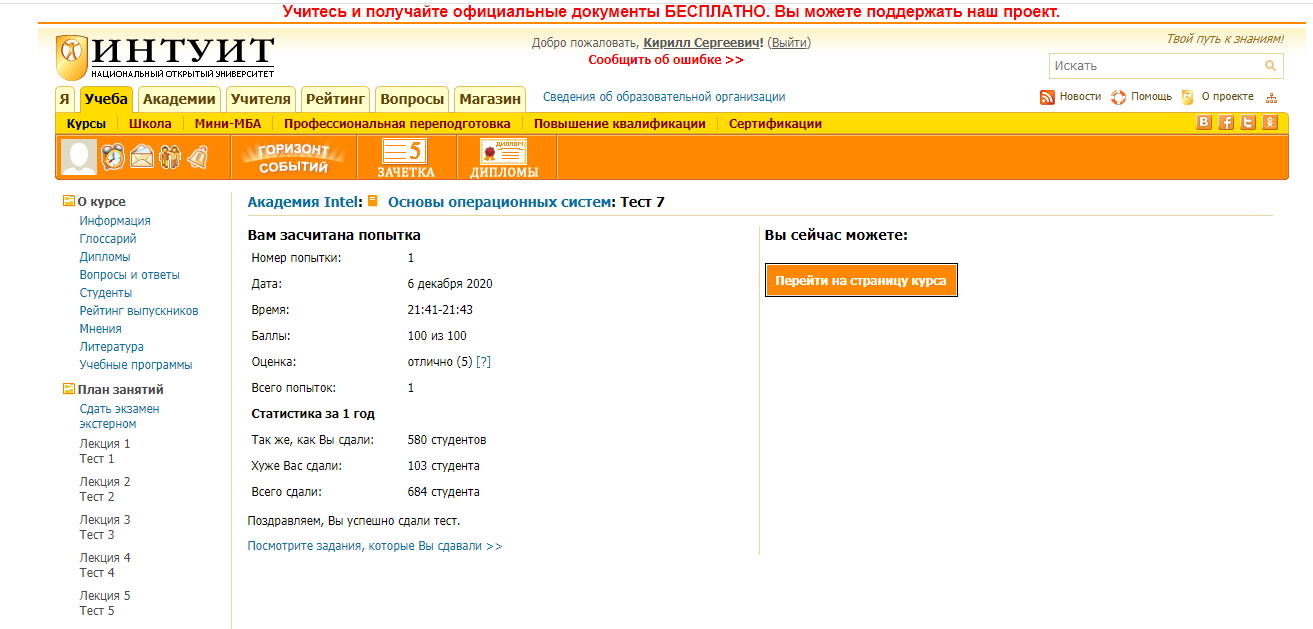 Учитесь и получайте официальные документы БЕСПЛАТНО. Вы можете поддержать наш проект.
ИНТУИТ
НАЦИОНАЛЬНЫЙ ОТКРЫТЫЙ УНИВЕРСИТЕТ
Добро пожаловать, Кирилл Сергеевич! (Выйти)
Сообщить об ошибке >>
Твой путь к знаниям!
Искать
Я Учеба Академии Учителя Рейтинг Вопросы Магазин Сведения об образовательной организации Новости Помощь О проекте
Курсы Школа Мини-МБА Профессиональная переподготовка Повышение квалификации Сертификации
ГОРИЗОНТ СОБЫТИЙ
5
ЗАЧЕТКА
ДИПЛОМ
ДИПЛОМЫ
О курсе
Информация
Глоссарий
Дипломы
Вопросы и ответы
Студенты
Рейтинг выпускников
Мнения
Литература
Учебные программы
План занятий
Сдать экзамен
экстерном
Лекция 1
Тест 1
Лекция 2
Тест 2
Лекция 3
Тест 3
Лекция 4
Тест 4
Лекция 5
Тест 5
Академия Intel: Основы операционных систем: Тест 7
Вам засчитана попытка
Номер попытки: 1
Дата: 6 декабря 2020
Время: 21:41-21:43
Баллы: 100 из 100
Оценка: отлично (5) [?]
Всего попыток: 1
Статистика за 1 год
Так же, как Вы сдали: 580 студентов
Хуже Вас сдали: 103 студента
Всего сдали: 684 студента
Поздравляем, Вы успешно сдали тест.
Посмотрите задания, которые Вы сдавали >>
Вы сейчас можете:
Перейти на страницу курса